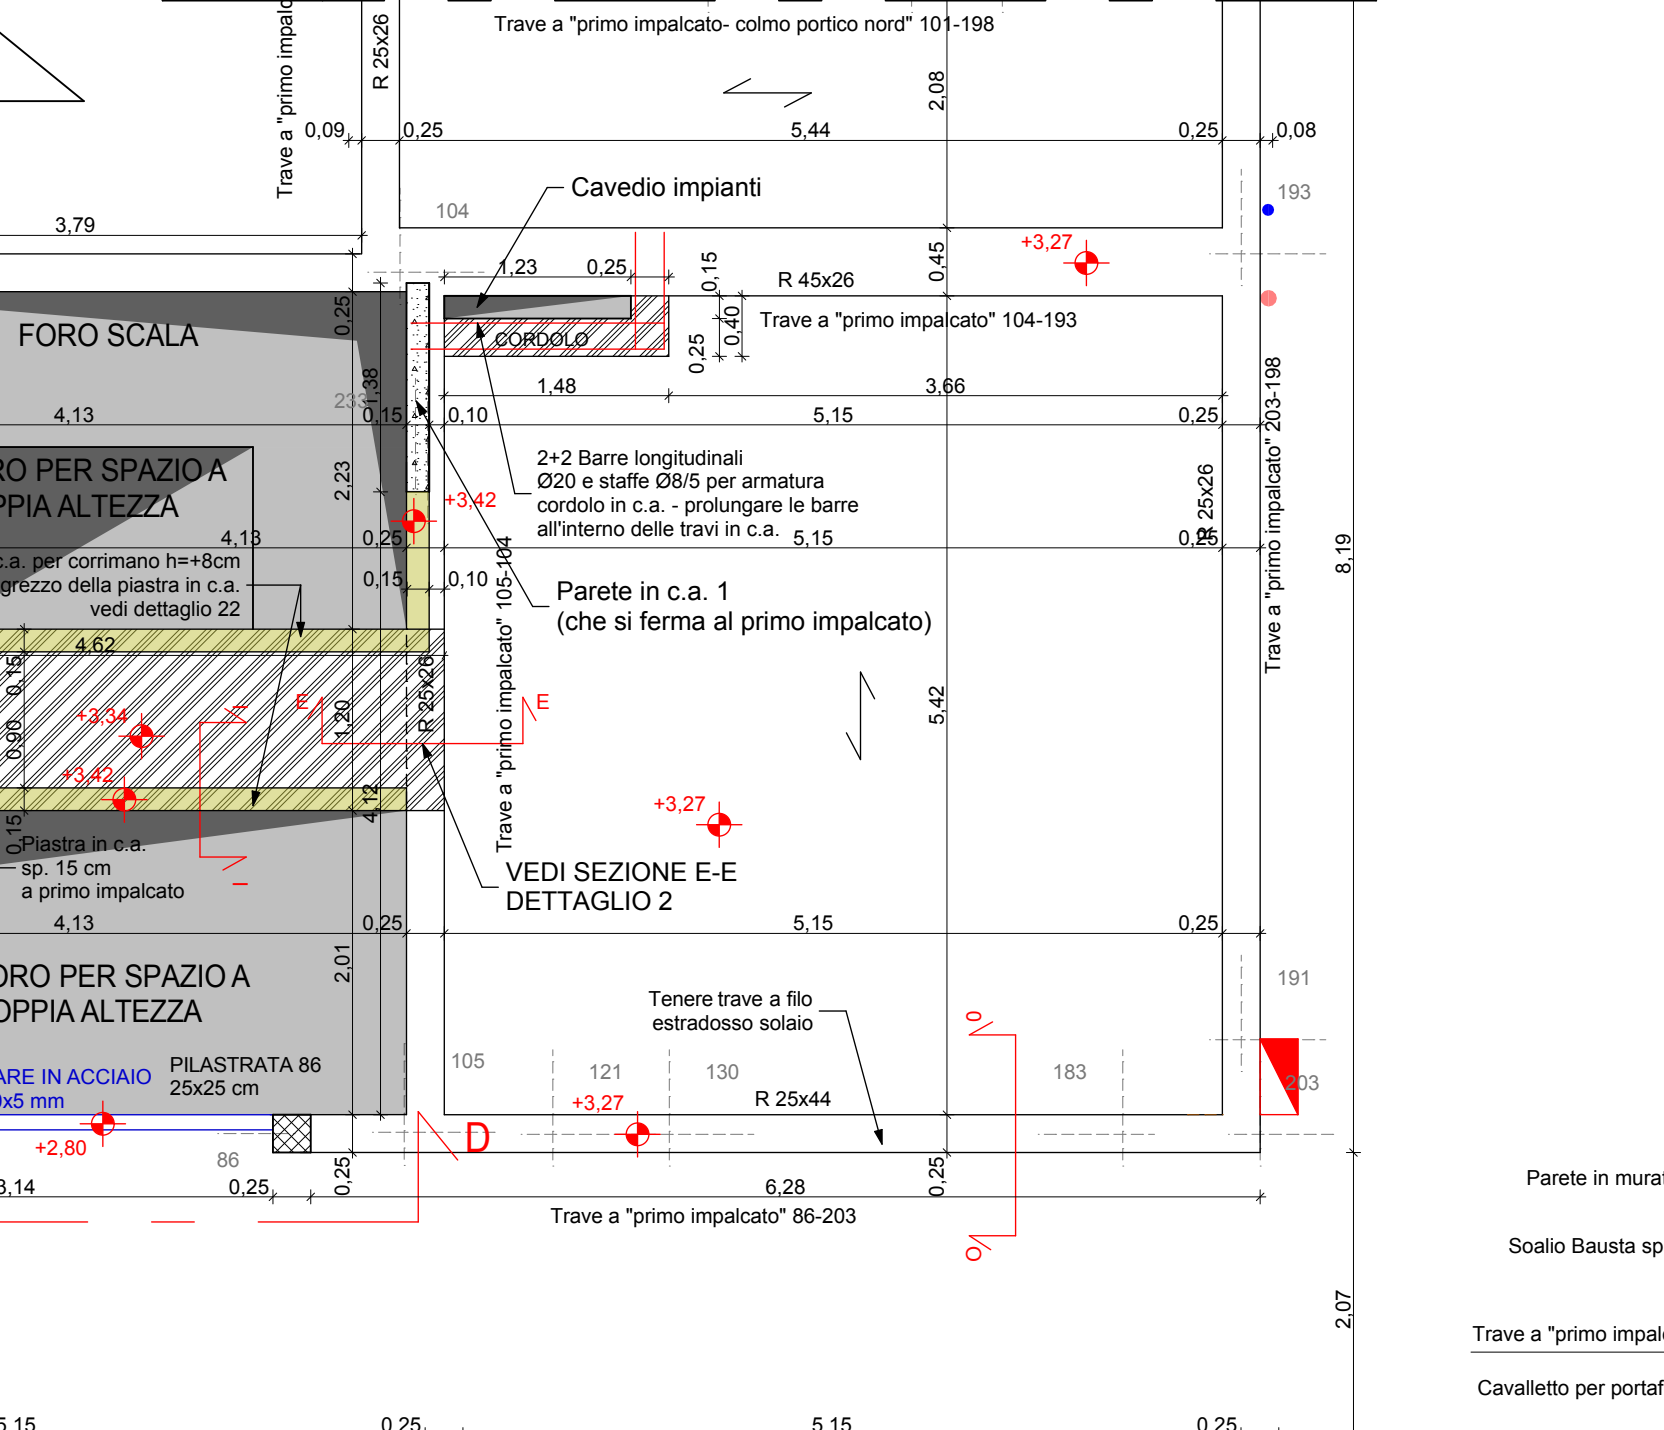 Trave a "primo impalcato- colmo portico nord" 101-198
Trave a "primo
R 25x26
2,08
0,09
0,25
5,44
0,25
0,08
Cavedio impianti
104
193
3,79
+3,27
1,23
0,25
0,15
0,45
R 45x26
0,25
FORO SCALA
CORDOLO
0,40
Trave a "primo impalcato" 104-193
0,25
1,38
1,48
3,66
233
4,13
0,15
0,10
5,15
0,25
Trave a "primo impalcato" 203-198
PER SPAZIO A
ALTEZZA
2,23
2+2 Barre longitudinali
Ø20 e staffe Ø8/5 per armatura
cordolo in c.a. - prolungare le barre
all'interno delle travi in c.a.
+3,42
R 25x26
4,13
0,25
5,15
0,25
8,19
c.a. per corrimano h=+8cm
grezzo della piastra in c.a.
vedi dettaglio 22
0,15
0,10
Parete in c.a. 1
(che si ferma al primo impalcato)
Trave a "primo impalcato" 105-104
4,62
0,15
R 25x26
E
E
+3,34
0,90
1,20
5,42
+3,42
4,12
+3,27
0,15
Piastra in c.a.
sp. 15 cm
a primo impalcato
I
I
VEDI SEZIONE E-E
DETTAGLIO 2
4,13
0,25
5,15
0,25
2,01
PER SPAZIO A
ALTEZZA
Tenere trave a filo
estradosso solaio
191
O
105
121
130
183
203
IN ACCIAIO
PILASTRATA 86
25x25 cm
mm
+3,27
R 25x44
+2,80
D
86
3,14
0,25
0,25
6,28
0,25
Trave a "primo impalcato" 86-203
O
Parete in
Soalio Bausta
2,07
Trave a "primo
Cavalletto per
5,15
0,25
5,15
0,25